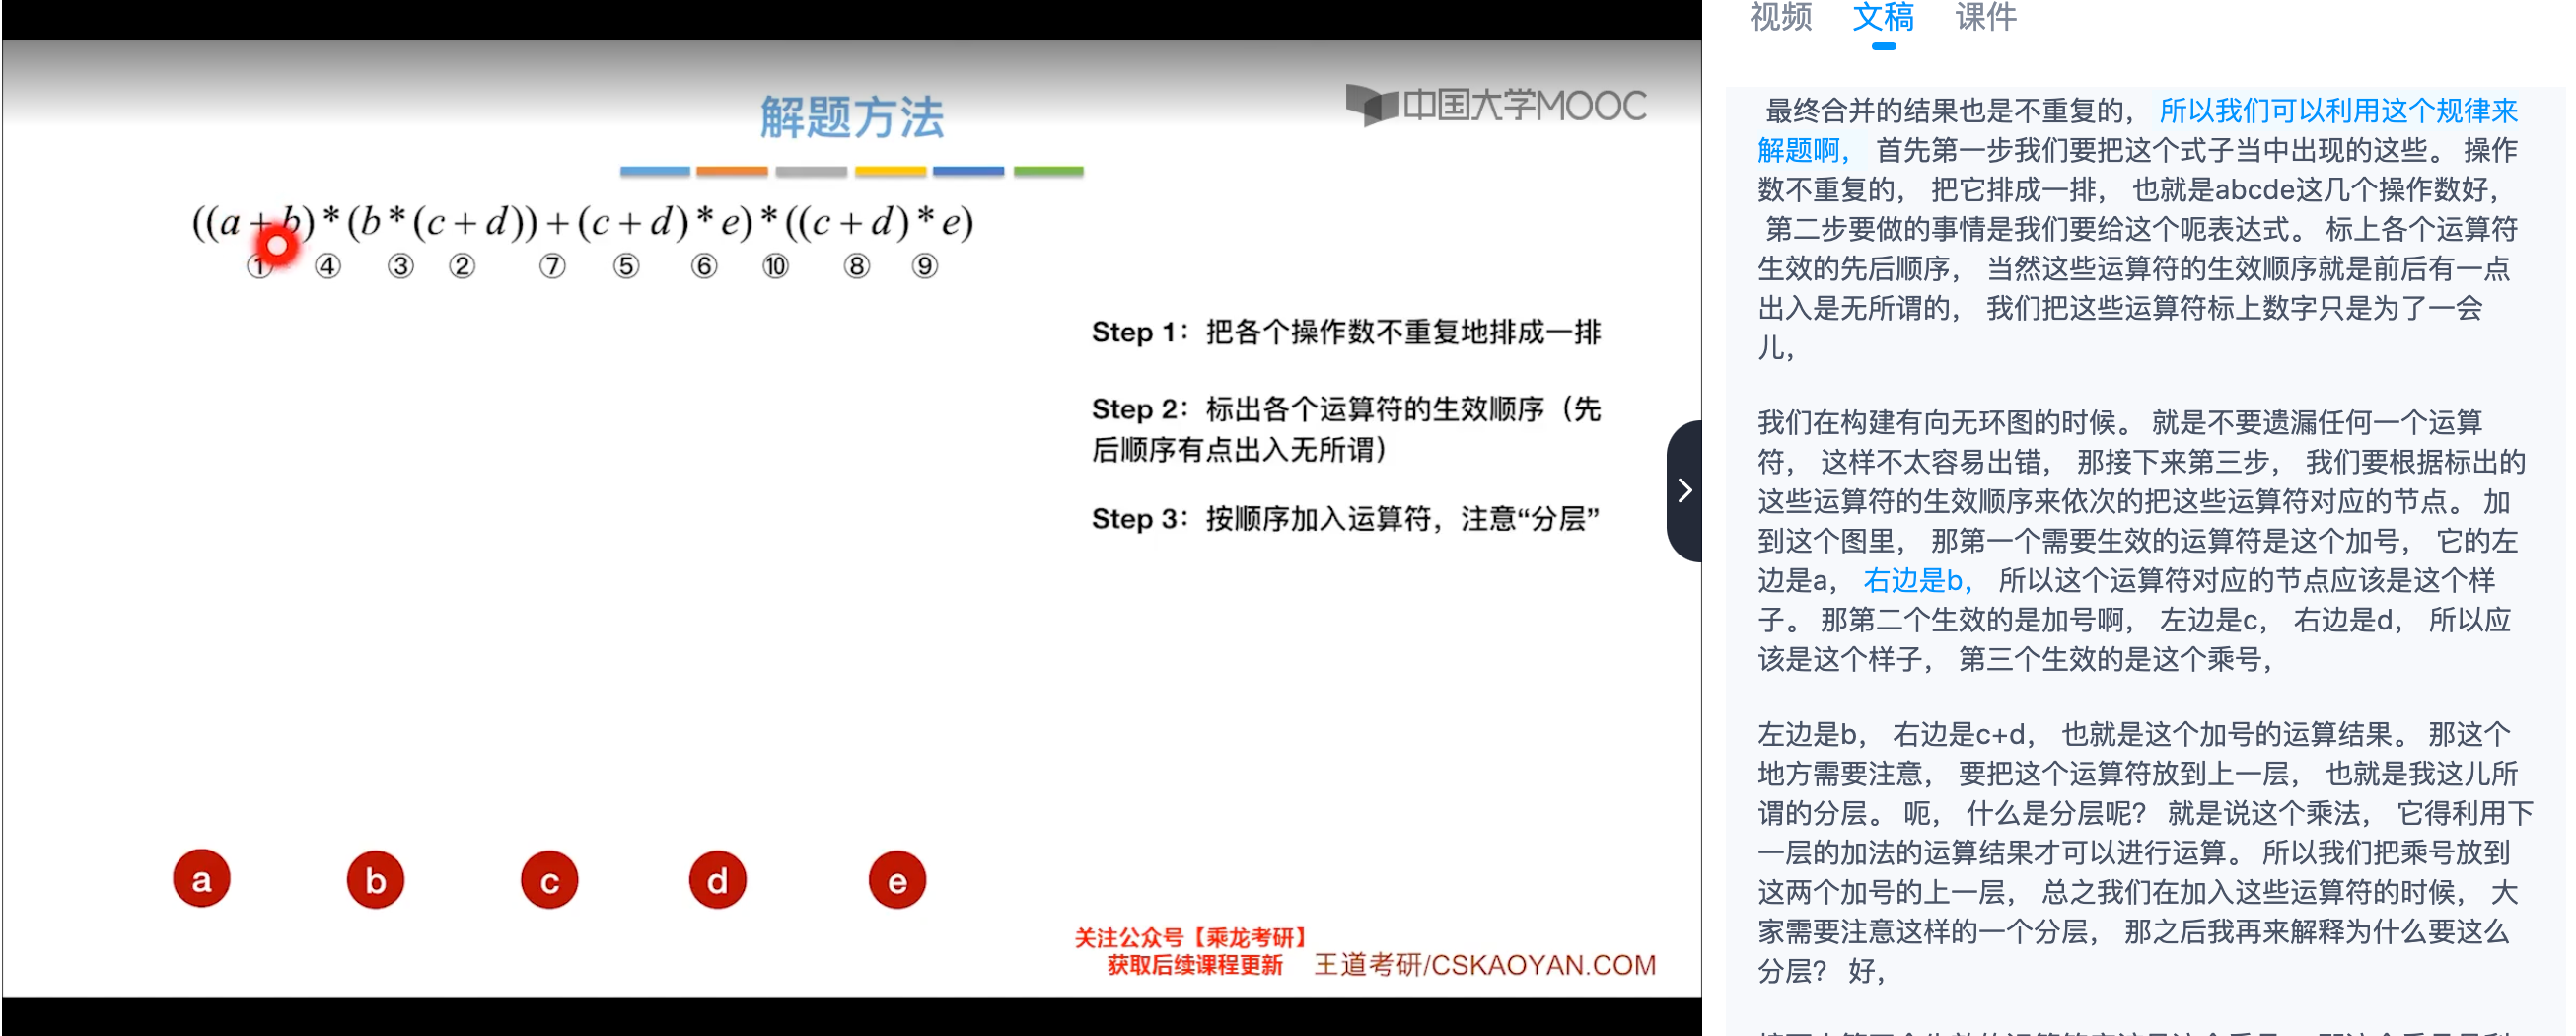 解题方法
中国大学MOOC
((a+b)*(b*(c+d))+(c+d)*e)*((c+d)*e)
① ④ ③ ② ⑦ ⑤ ⑥ ⑩ ⑧ ⑨
Step 1：把各个操作数不重复地排成一排
Step 2：标出各个运算符的生效顺序（先
后顺序有点出入无所谓）
Step 3：按顺序加入运算符，注意“分层”
a b c d e
关注公众号【乘龙考研】
获取后续课程更新
王道考研/CSKAOYAN.COM
视频 文稿 课件
最终合并的结果也是不重复的， 所以我们可以利用这个规律来
解题啊， 首先第一步我们要把这个式子当中出现的这些。 操作
数不重复的， 把它排成一排， 也就是abcde这几个操作数好，
第二步要做的事情是我们要给这个呃表达式。 标上各个运算符
生效的先后顺序， 当然这些运算符的生效顺序就是前后有一点
出入是无所谓的， 我们把这些运算符标上数字只是为了一会
儿，
我们在构建有向无环图的时候。 就是不要遗漏任何一个运算
符， 这样不太容易出错， 那接下来第三步， 我们要根据标出的
这些运算符的生效顺序来依次的把这些运算符对应的节点。 加
到这个图里， 那第一个需要生效的运算符是这个加号， 它的左
边是a， 右边是b， 所以这个运算符对应的节点应该是这个样
子。 那第二个生效的是加号啊， 左边是c， 右边是d， 所以应
该是这个样子， 第三个生效的是这个乘号，
左边是b， 右边是c+d， 也就是这个加号的运算结果。 那这个
地方需要注意， 要把这个运算符放到上一层， 也就是我这儿所
谓的分层。 呃， 什么是分层呢？ 就是说这个乘法， 它得利用下
一层的加法的运算结果才可以进行运算。 所以我们把乘号放到
这两个加号的上一层， 总之我们在加入这些运算符的时候， 大
家需要注意这样的一个分层， 那之后我再来解释为什么要这么
分层？ 好，